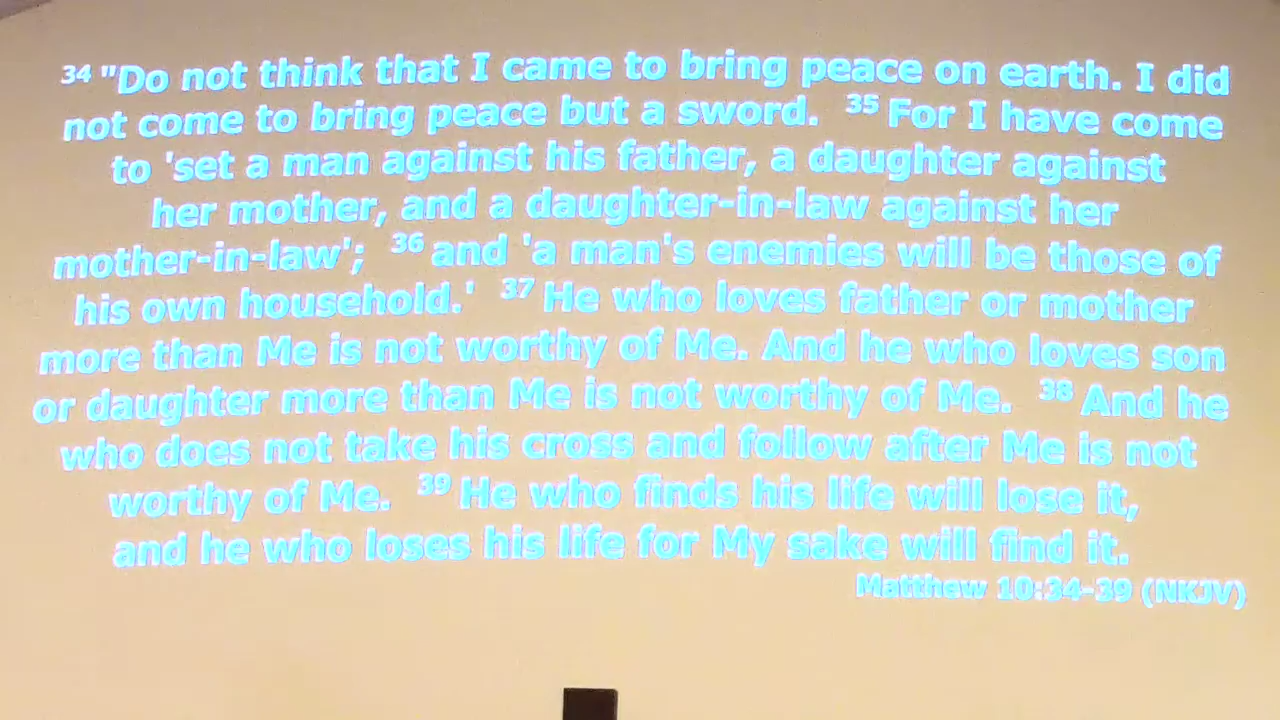 34 "Do not think that I came to bring peace on earth. I did
not come to bring peace but a sword. 35 For I have come
to 'set a man against his father, a daughter against
her mother, and a daughter-in-law against her
mother-in-law'; 36 and 'a man's enemies will be those of
his own household.' 37 He who loves father or mother
more than Me is not worthy of Me. And he who loves son
or daughter more than Me is not worthy of Me. 38 And he
who does not take his cross and follow after Me is not
worthy of Me. 39 He who finds his life will lose it,
and he who loses his life for My sake will find it.
Matthew 10:34-39 (NKJV)